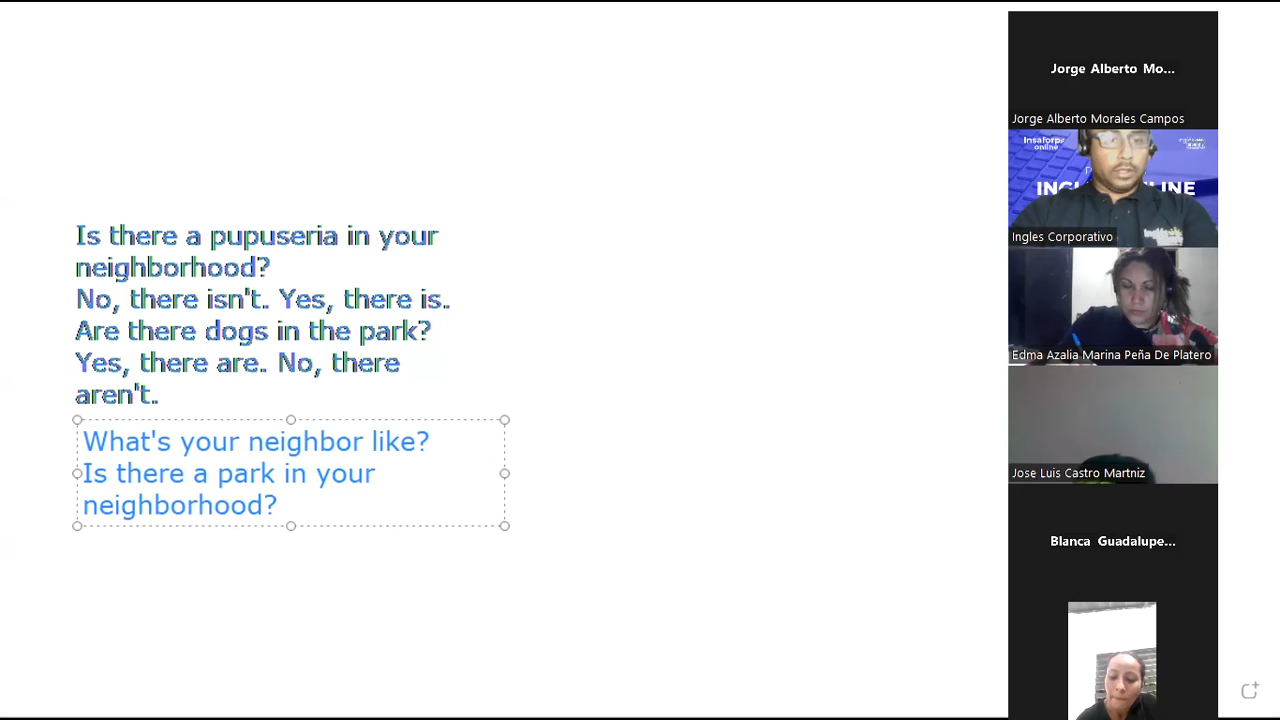 Is there a pupuseria in your
neighborhood?
No, there isn't. Yes, there is.
Are there dogs in the park?
Yes, there are. No, there
aren't.
What's your neighbor like?
Is there a park in your
neighborhood?
Jorge Alberto Mo...
Jorge Alberto Morales Campos
Insaforp
online
Ingles Corporativo
Edma Azalia Marina Peña De Platero
Jose Luis Castro Martniz
Blanca Guadalupe...